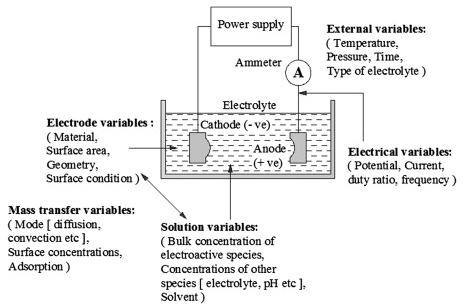 Power supply
External variables:
( Temperature,
Pressure, Time,
Type of electrolyte )
Ammeter
A
Electrolyte
Electrode variables :
( Material,
Surface area,
Geometry,
Surface condition )
Cathode (- ve)
Anode
(+ ve)
Electrical variables:
( Potential, Current,
duty ratio, frequency )
Mass transfer variables:
( Mode [ diffusion,
convection etc ],
Surface concentrations,
Adsorption )
Solution variables:
( Bulk concentration of
electroactive species,
Concentrations of other
species [ electrolyte, pH etc ],
Solvent )